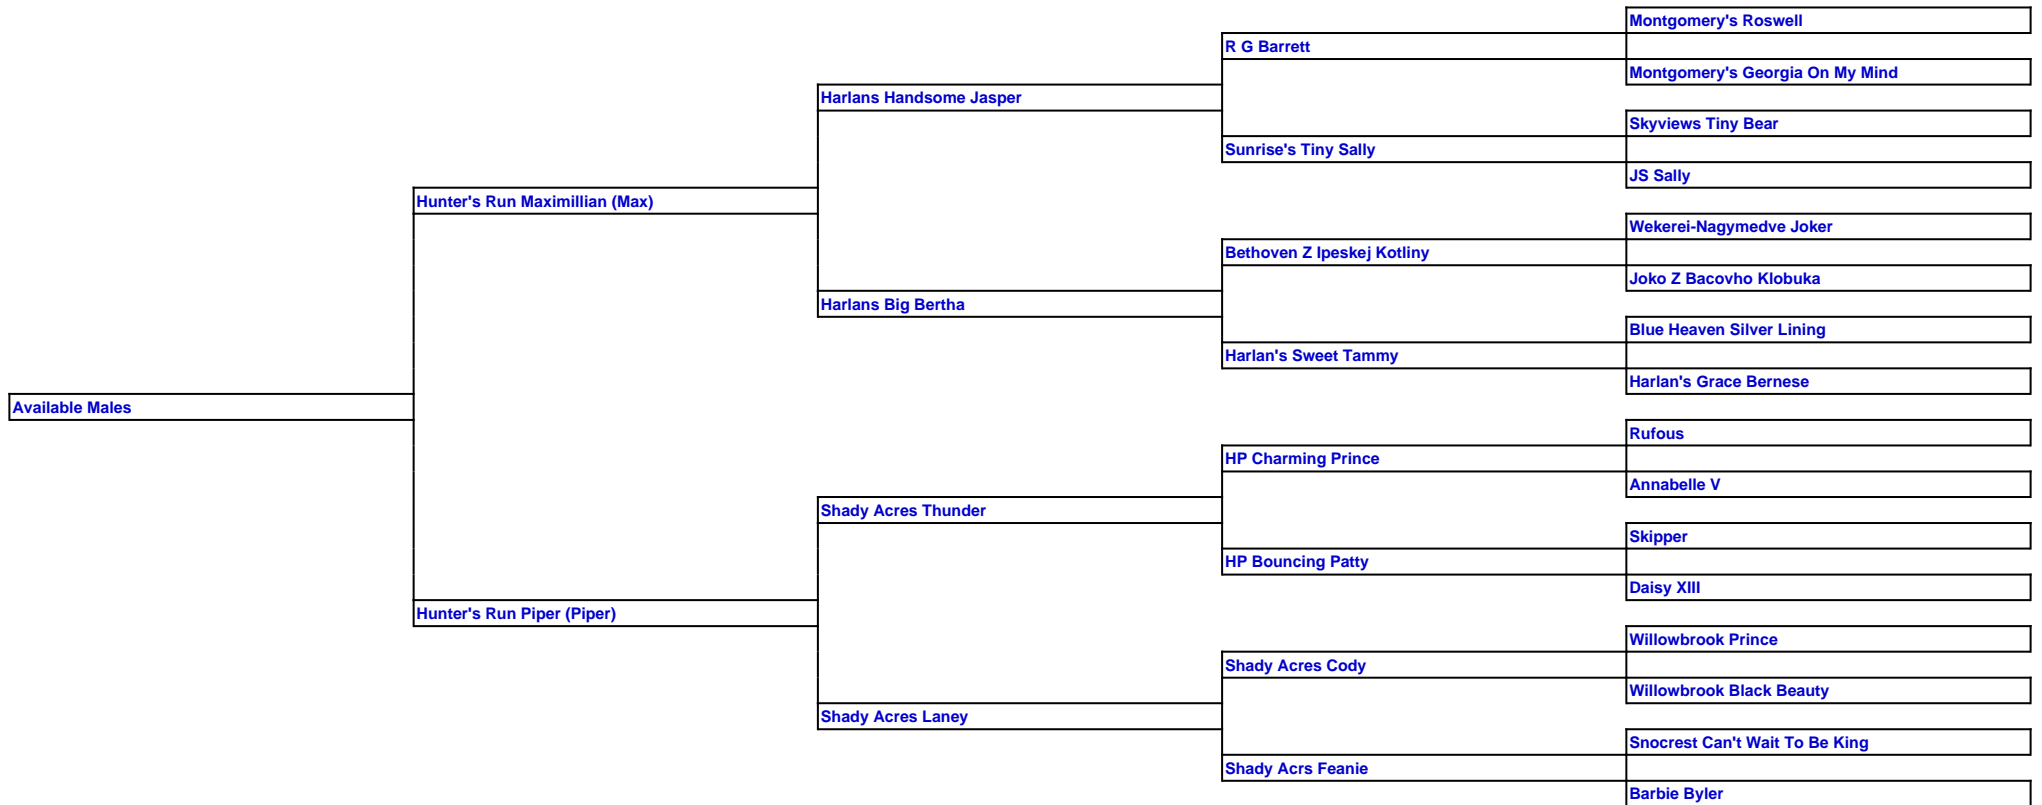 Montgomery's Roswell
R G Barrett
Montgomery's Georgia On My Mind
Harlans Handsome Jasper
Skyviews Tiny Bear
Sunrise's Tiny Sally
JS Sally
Hunter's Run Maximillian (Max)
Wekerei-Nagymedve Joker
Bethoven Z Ipeskej Kotliny
Joko Z Bacovho Klobuka
Harlans Big Bertha
Blue Heaven Silver Lining
Harlan's Sweet Tammy
Harlan's Grace Bernese
Available Males
Rufous
HP Charming Prince
Annabelle V
Shady Acres Thunder
Skipper
HP Bouncing Patty
Daisy XIII
Hunter's Run Piper (Piper)
Willowbrook Prince
Shady Acres Cody
Willowbrook Black Beauty
Shady Acres Laney
Snocrest Can't Wait To Be King
Shady Acrs Feanie
Barbie Byler